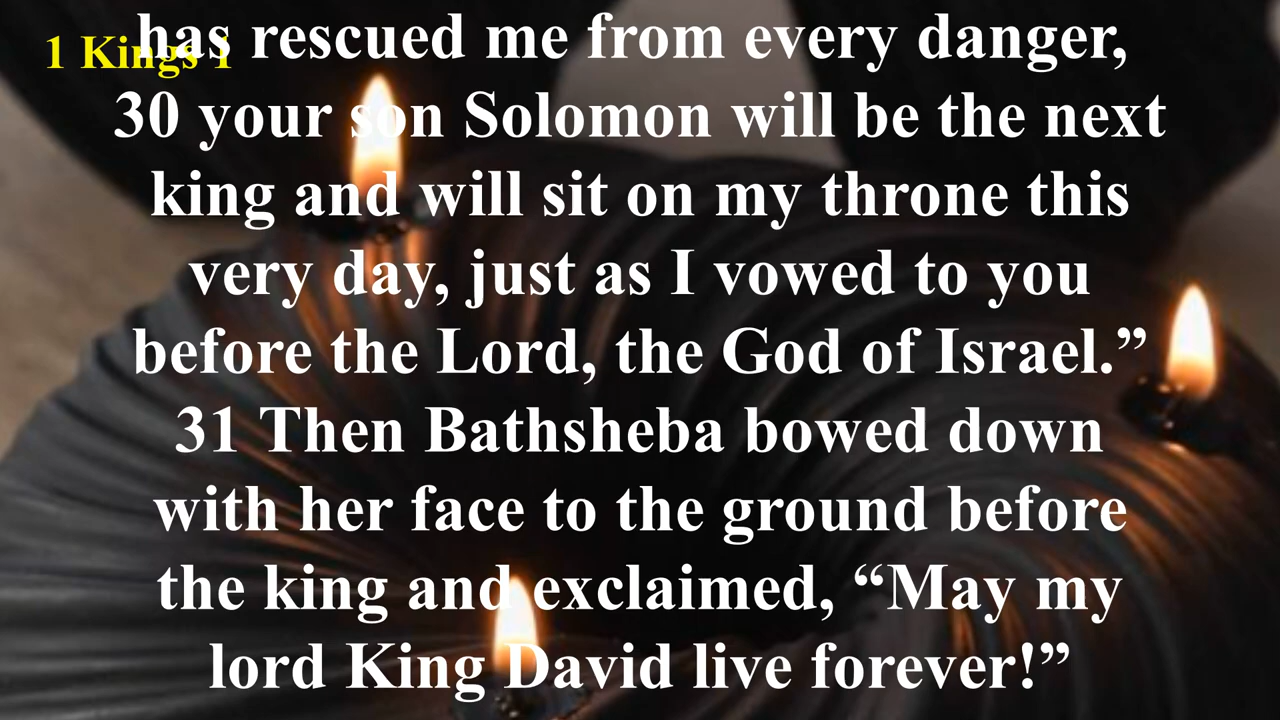 1 Kings 1
has rescued me from every danger,
30 your son Solomon will be the next
king and will sit on my throne this
very day, just as I vowed to you
before the Lord, the God of Israel.”
31 Then Bathsheba bowed down
with her face to the ground before
the king and exclaimed, “May my
lord King David live forever!”